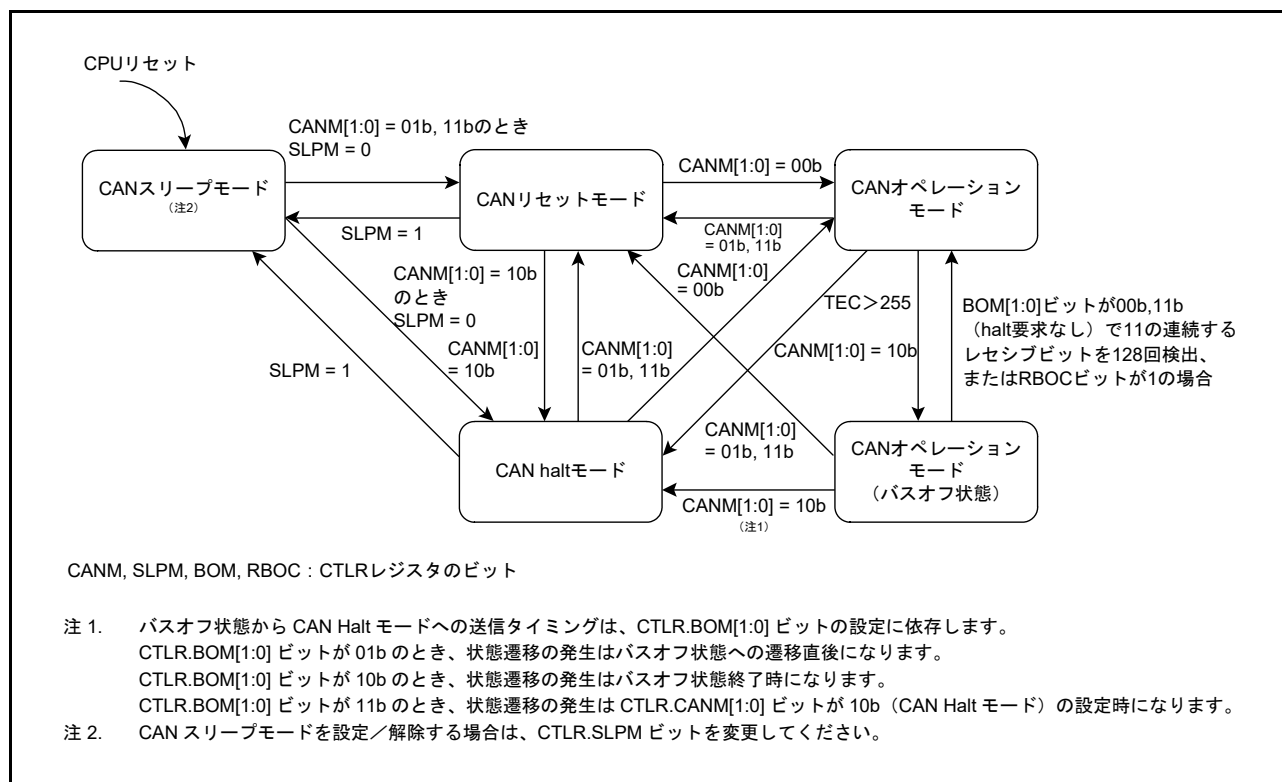 CPUリセット
CANM[1:0] = 01b, 11bのとき
SLPM = 0
CANスリープモード
（注2）
CANリセットモード
CANM[1:0] = 00b
CANオペレーション
モード
SLPM = 1
CANM[1:0]
= 01b, 11b
CANM[1:0] = 10b
のとき
SLPM = 0
CANM[1:0]
= 00b
TEC＞255
BOM[1:0]ビットが00b,11b
（halt要求なし）で11の連続する
レセシブビットを128回検出、
またはRBOCビットが1の場合
SLPM = 1
CANM[1:0]
= 10b
CANM[1:0]
= 01b, 11b
CANM[1:0] = 10b
CAN haltモード
CANM[1:0]
= 01b, 11b
CANオペレーション
モード
（バスオフ状態）
CANM[1:0] = 10b
（注1）
CANM, SLPM, BOM, RBOC : CTLRレジスタのビット
注 1. バスオフ状態から CAN Halt モードへの送信タイミングは、CTLR.BOM[1:0] ビットの設定に依存します。
CTLR.BOM[1:0] ビットが 01b のとき、状態遷移の発生はバスオフ状態への遷移直後になります。
CTLR.BOM[1:0] ビットが 10b のとき、状態遷移の発生はバスオフ状態終了時になります。
CTLR.BOM[1:0] ビットが 11b のとき、状態遷移の発生は CTLR.CANM[1:0] ビットが 10b（CAN Halt モード）の設定時になります。
注 2. CAN スリープモードを設定／解除する場合は、CTLR.SLPM ビットを変更してください。